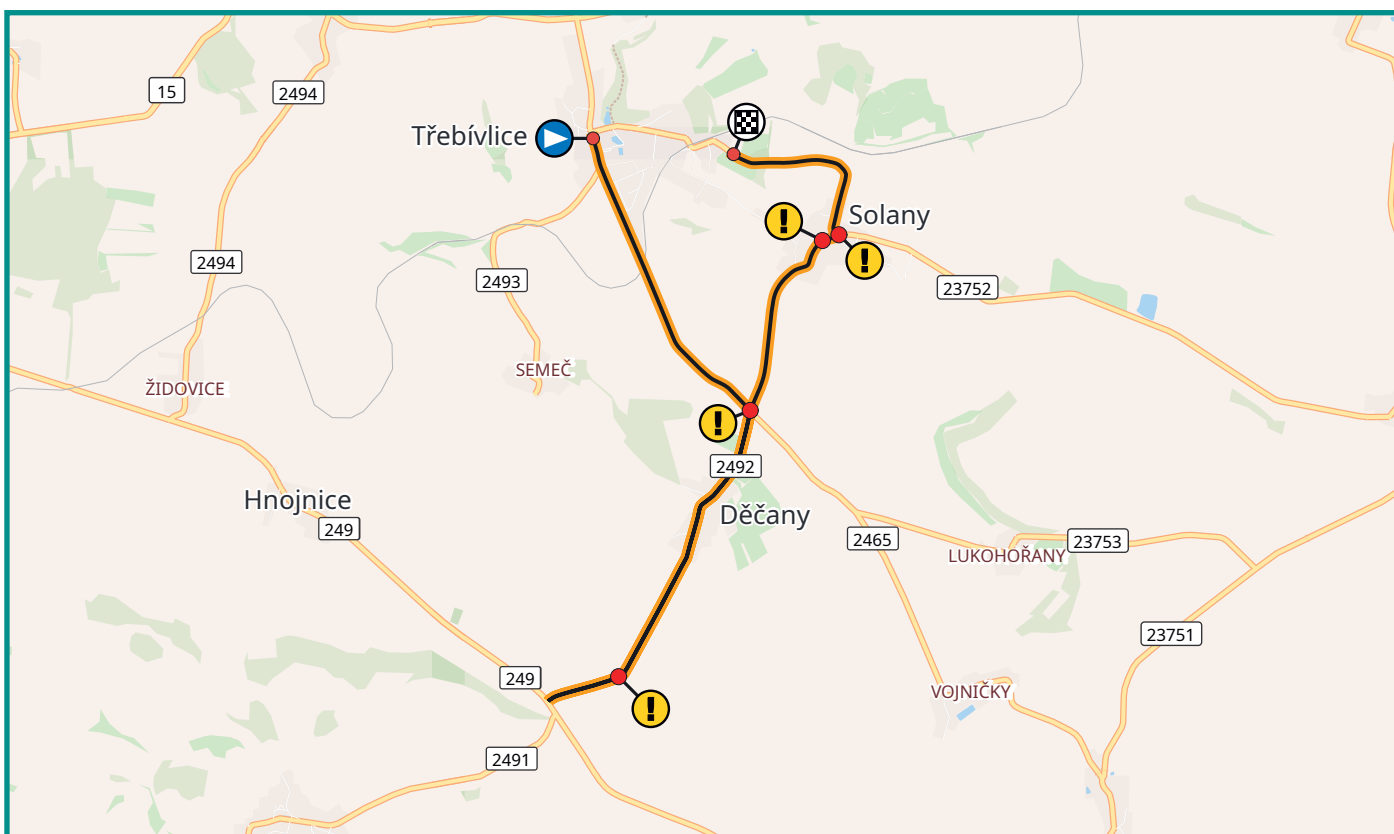 15
2494
Třebívlice
!
Solany
!
2494
2493
23752
SEMEČ
ŽIDOVICE
!
2492
Hnojnice
Děčany
249
2465
23753
LUKOHOŘANY
23751
249
VOJNIČKY
!
2491